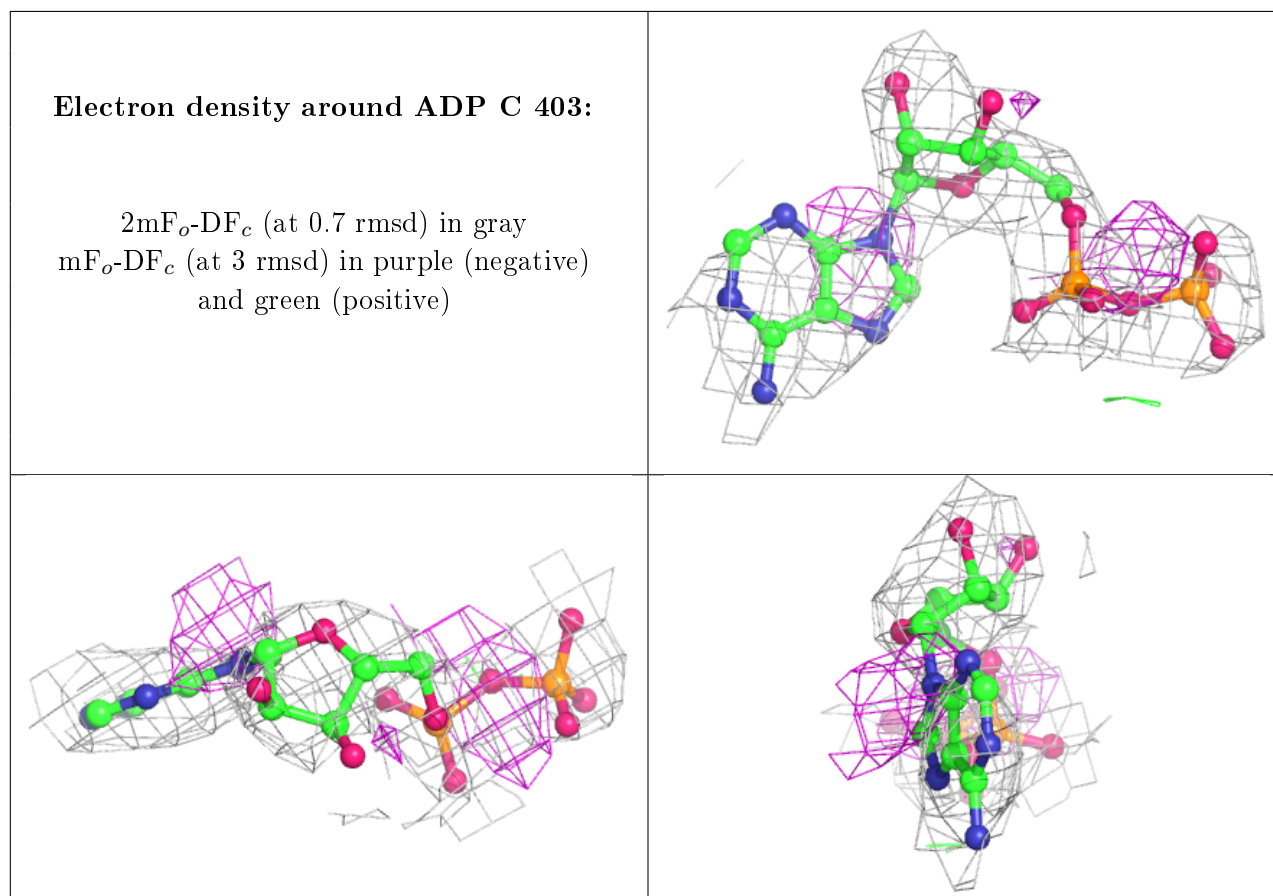 Electron density around ADP C 403:
2mFo-DFc (at 0.7 rmsd) in gray
mFo-DFc (at 3 rmsd) in purple (negative)
and green (positive)